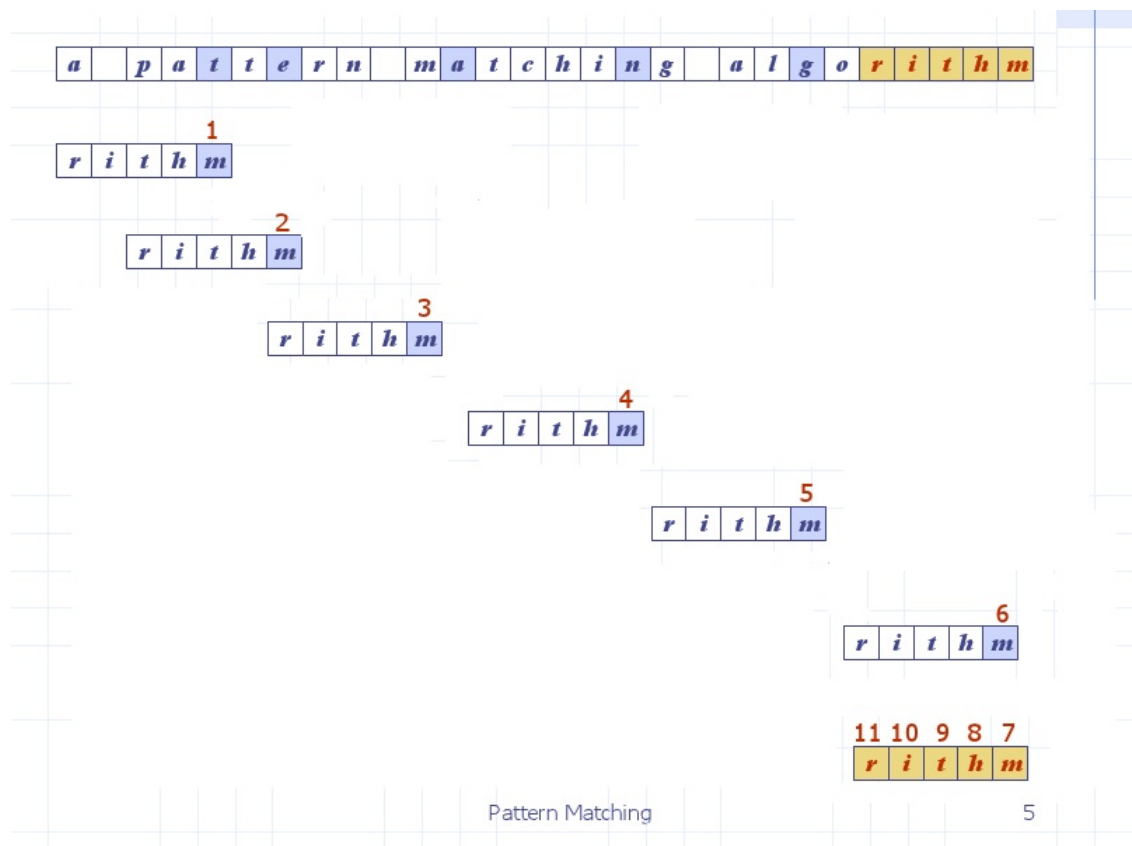 a pattern matching algorithm
1
rithm
2
rithm
3
rithm
4
rithm
5
rithm
6
rithm
11 10 9 8 7
rithm
Pattern Matching 5